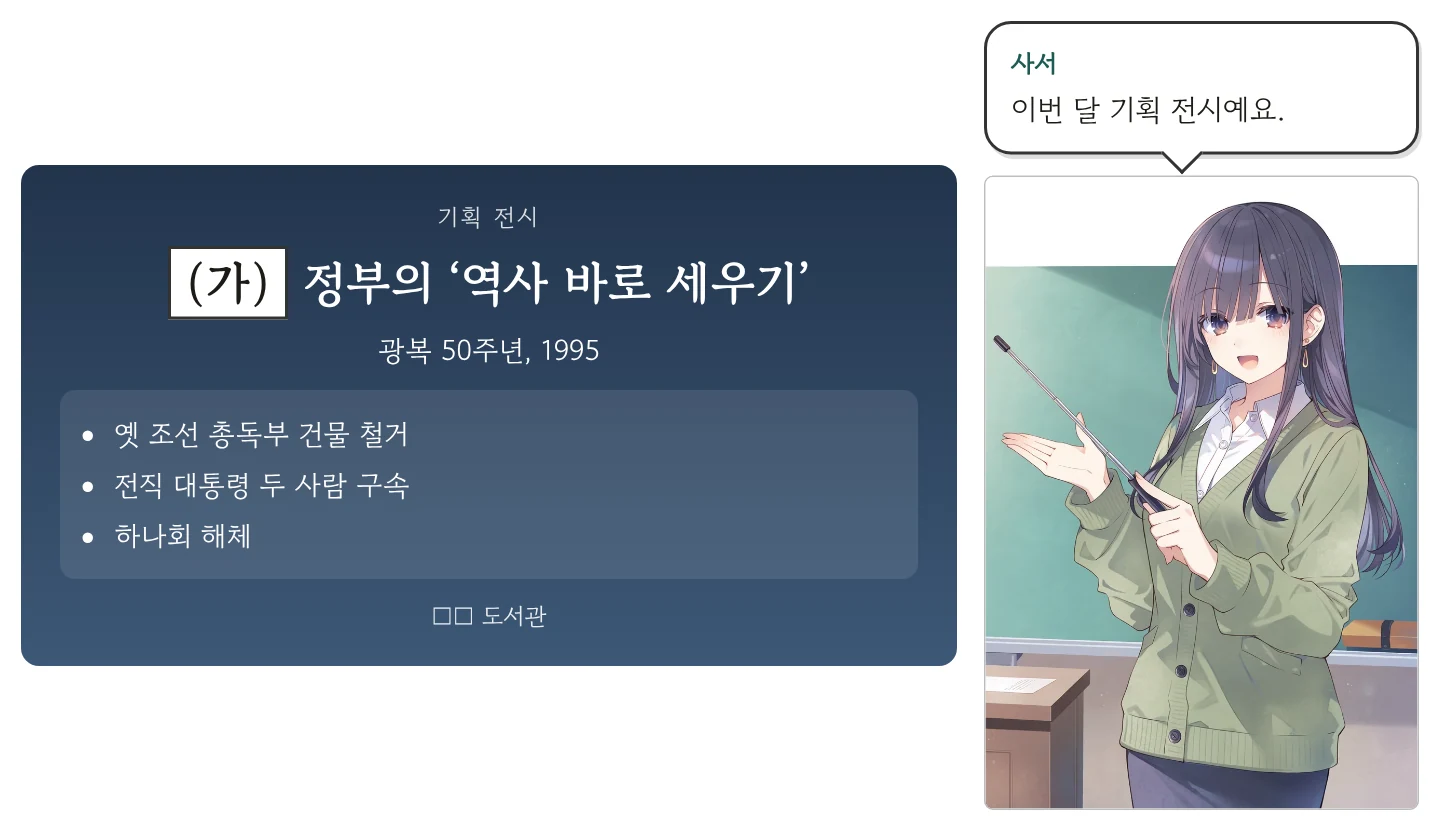 기획 전시
(가) 정부의 ‘역사 바로 세우기’
광복 50주년, 1995
• 옛 조선 총독부 건물 철거
• 전직 대통령 두 사람 구속
• 하나회 해체
□□ 도서관
사서
이번 달 기획 전시예요.